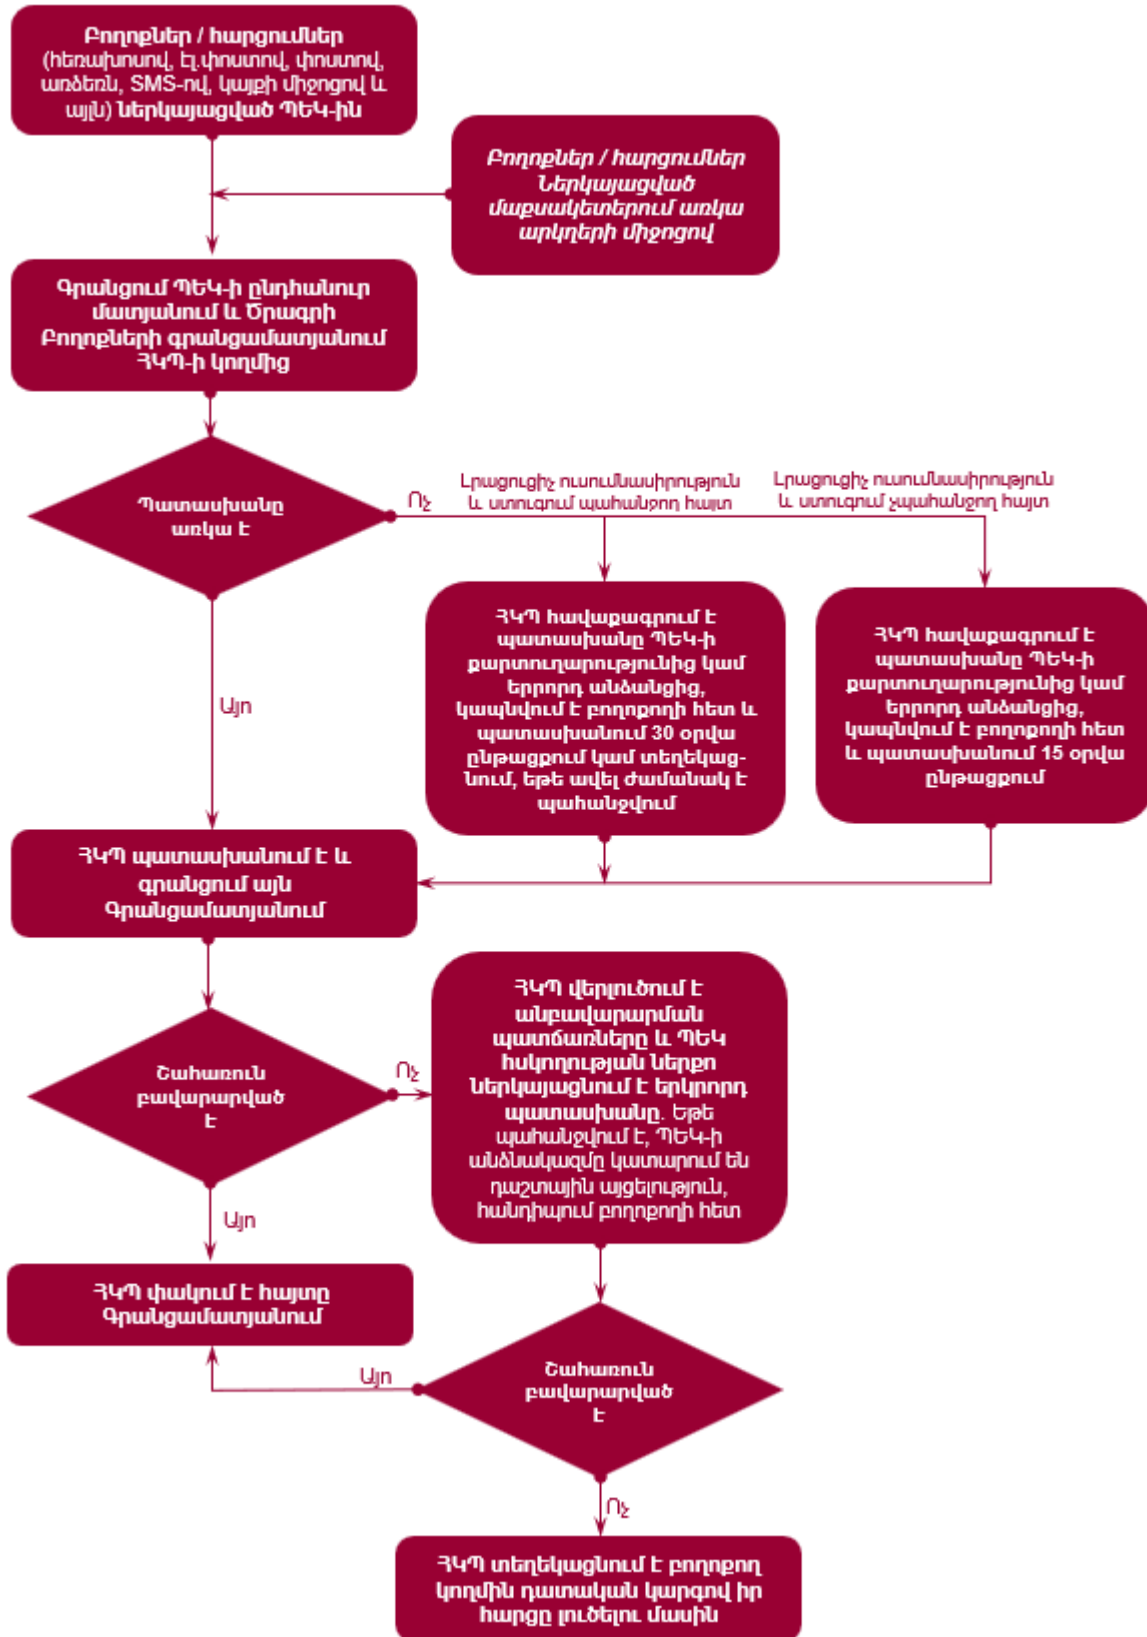 Բողոքներ / հարցումներ
(հեռախոսով, էլ.փոստով, փոստով,
առձեռն, SMS-ով, կայքի միջոցով և
այլն) ներկայացված ՊԵԿ-ին
Բողոքներ / հարցումներ
Ներկայացված
մաքսակետերում առկա
արկղերի միջոցով
Գրանցում ՊԵԿ-ի ընդհանուր
մատյանում և Ծրագրի
Բողոքների գրանցամատյանում
ՀԿՊ-ի կողմից
Պատասխանը
առկա է
Ոչ
Լրացուցիչ ուսումնասիրություն
և ստուգում պահանջող հայտ
Լրացուցիչ ուսումնասիրություն
և ստուգում չպահանջող հայտ
Այո
ՀԿՊ հավաքագրում է
պատասխանը ՊԵԿ-ի
քարտուղարությունից կամ
երրորդ անձանցից,
կապնվում է բողոքողի հետ և
պատասխանում 30 օրվա
ընթացքում կամ տեղեկաց-
նում, եթե ավել ժամանակ է
պահանջվում
ՀԿՊ հավաքագրում է
պատասխանը ՊԵԿ-ի
քարտուղարությունից կամ
երրորդ անձանցից,
կապնվում է բողոքողի հետ
և պատասխանում 15 օրվա
ընթացքում
ՀԿՊ պատասխանում է և
գրանցում այն
Գրանցամատյանում
Շահառուն
բավարարված
է
Ոչ
Այո
ՀԿՊ վերլուծում է
անբավարարման
պատճառները և ՊԵԿ
հսկողության ներքո
ներկայացնում է երկրորդ
պատասխանը. Եթե
պահանջվում է, ՊԵԿ-ի
անձնակազմը կատարում են
դաշտային այցելություն,
հանդիպում բողոքողի հետ
ՀԿՊ փակում է հայտը
Գրանցամատյանում
Այո
Շահառուն
բավարարված
է
Ոչ
ՀԿՊ տեղեկացնում է բողոքող
կողմին դատական կարգով իր
հարցը լուծելու մասին